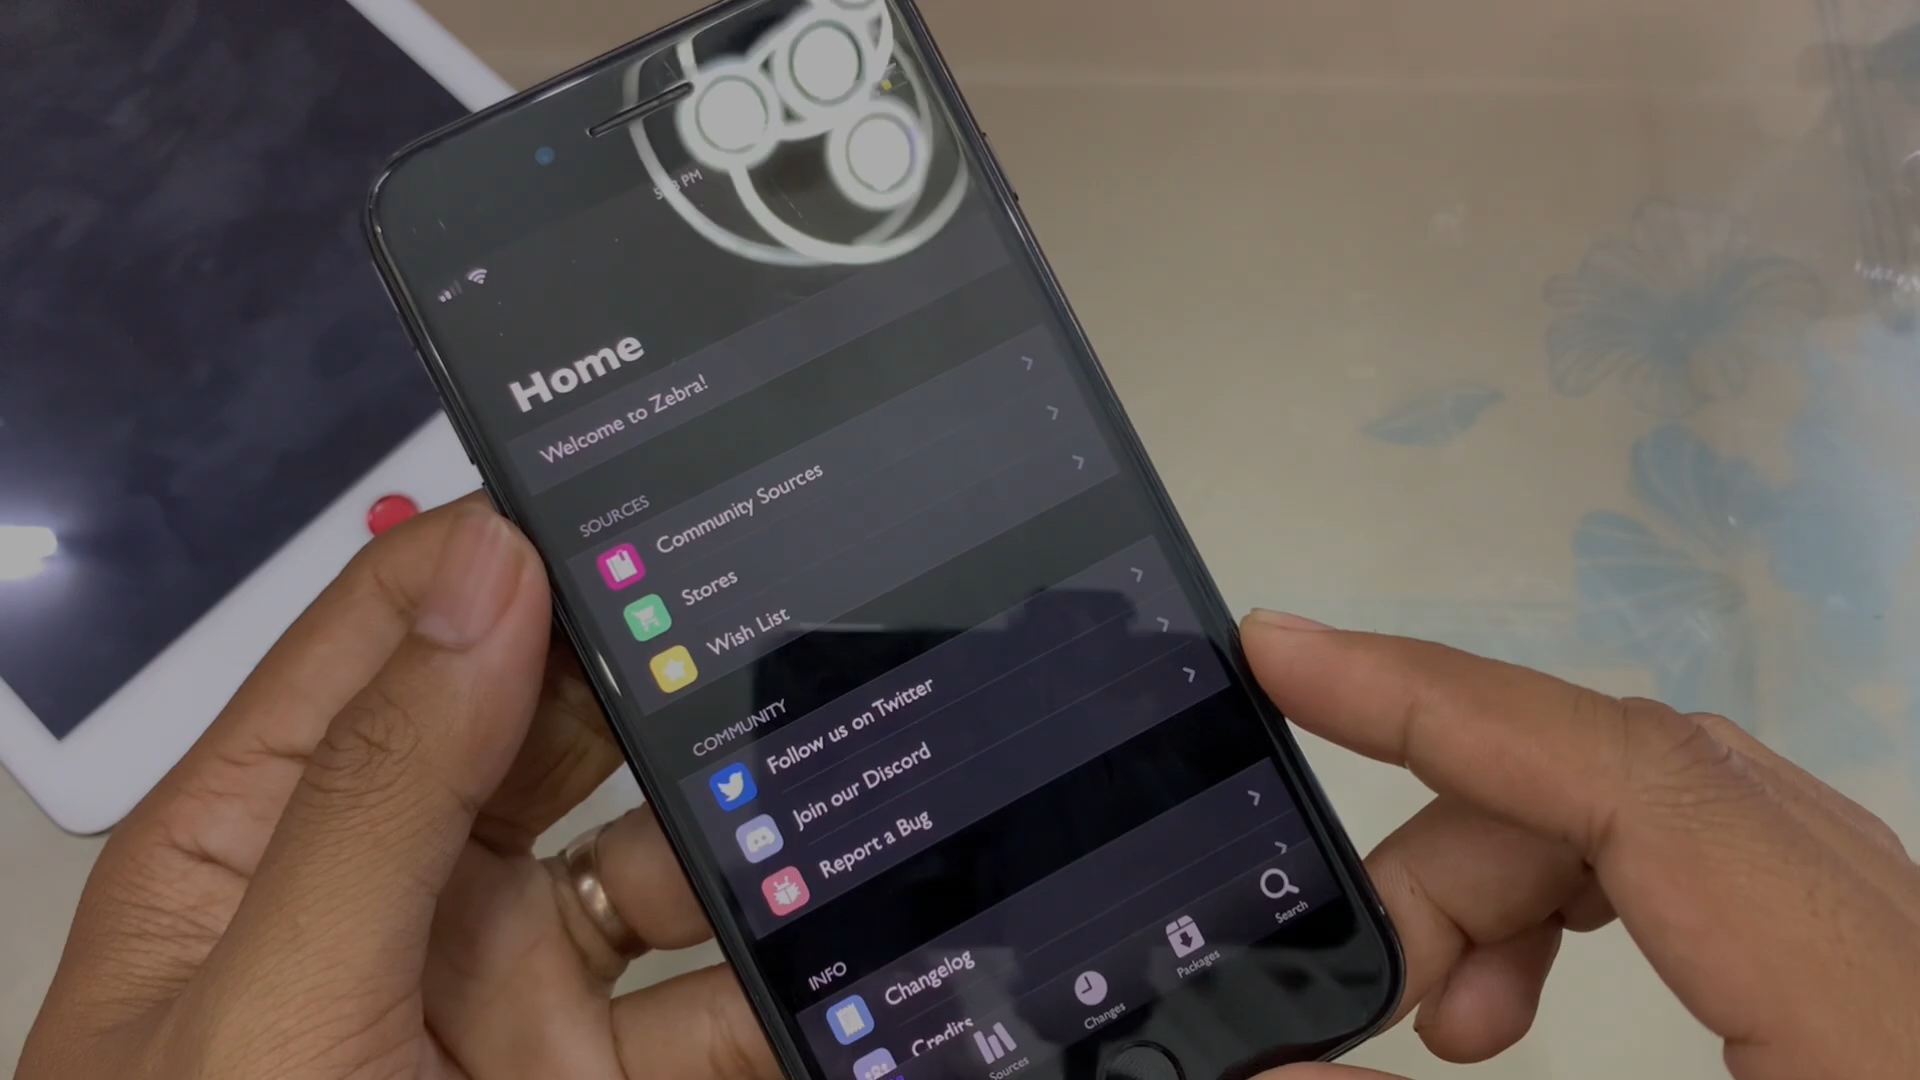 Home
Welcome to Zebra!
SOURCES
Community Sources
Stores
Wish List
COMMUNITY
Follow us on Twitter
Join our Discord
Report a Bug
INFO
Changelog
Credits
Sources
Changes
Packages
Search